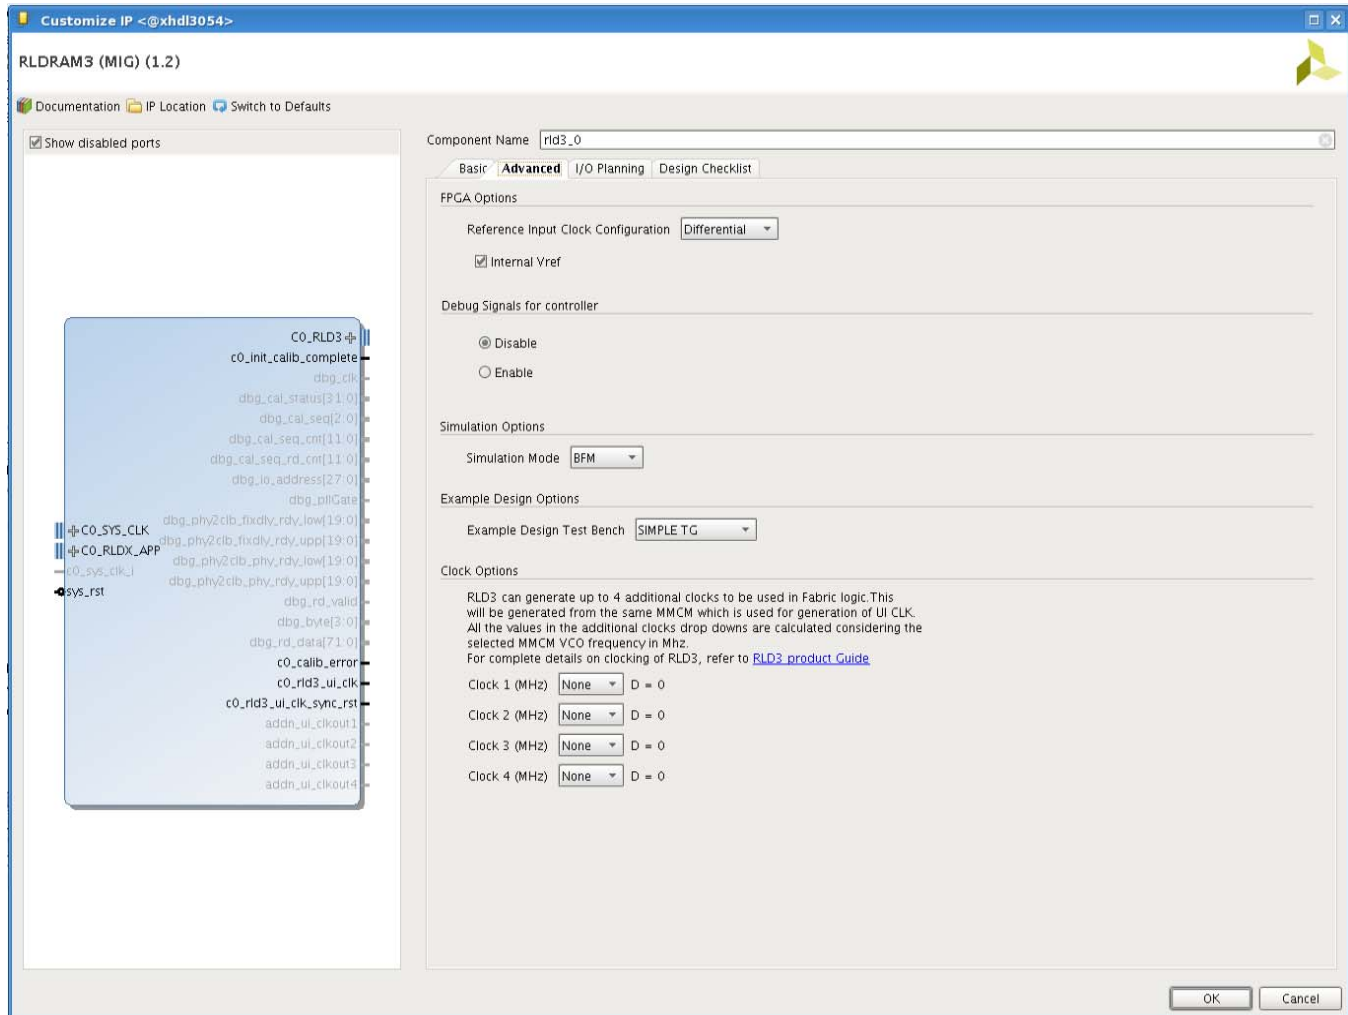 Customize IP <@xhdl3054>
RLDRAM3 (MIG) (1.2)
Documentation IP Location Switch to Defaults
Show disabled ports
C0_RLD3
c0_init_calib_complete
dbg_clk
dbg_cal_status[31:0]
dbg_cal_seq[2:0]
dbg_cal_seq_cnt[11:0]
dbg_cal_seq_rd_cnt[11:0]
dbg_io_address[27:0]
dbg_pllGate
dbg_phy2clb_fixdly_rdy_low[19:0]
dbg_phy2clb_fixdly_rdy_upp[19:0]
dbg_phy2clb_phy_rdy_low[19:0]
dbg_phy2clb_phy_rdy_upp[19:0]
dbg_rd_valid
dbg_byte[3:0]
dbg_rd_data[71:0]
c0_calib_error
c0_rld3_ui_clk
c0_rld3_ui_clk_sync_rst
addn_ui_clkout1
addn_ui_clkout2
addn_ui_clkout3
addn_ui_clkout4
C0_SYS_CLK
C0_RLDX_APP
c0_sys_clk_i
sys_rst
Component Name rld3_0
Basic Advanced I/O Planning Design Checklist
FPGA Options
Reference Input Clock Configuration Differential
Internal Vref
Debug Signals for controller
Disable
Enable
Simulation Options
Simulation Mode BFM
Example Design Options
Example Design Test Bench SIMPLE TG
Clock Options
RLD3 can generate up to 4 additional clocks to be used in Fabric logic.This
will be generated from the same MMCM which is used for generation of UI CLK.
All the values in the additional clocks drop downs are calculated considering the
selected MMCM VCO frequency in Mhz.
For complete details on clocking of RLD3, refer to RLD3 product Guide
Clock 1 (MHz) None D = 0
Clock 2 (MHz) None D = 0
Clock 3 (MHz) None D = 0
Clock 4 (MHz) None D = 0
OK Cancel